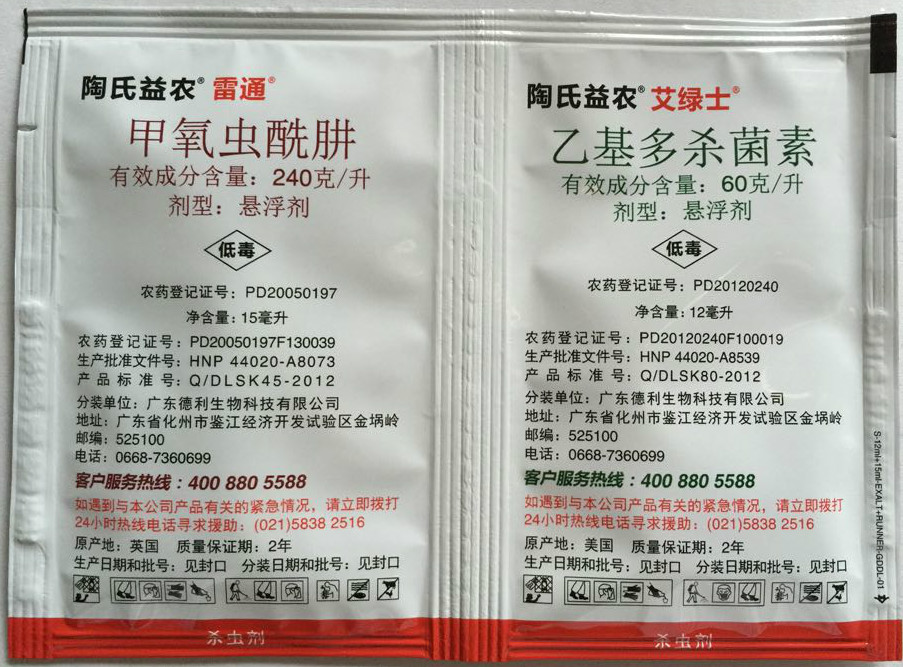 陶氏益农® 雷通®
甲氧虫酰肼
有效成分含量：240克/升
剂型：悬浮剂
低毒
农药登记证号：PD20050197
净含量：15毫升
农药登记证号：PD20050197F130039
生产批准文件号：HNP 44020-A8073
产品标准号：Q/DLSK45-2012
分装单位：广东德利生物科技有限公司
地址：广东省化州市鉴江经济开发试验区金埚岭
邮编：525100
电话：0668-7360699
客户服务热线：400 880 5588
如遇到与本公司产品有关的紧急情况，请立即拨打
24小时热线电话寻求援助：(021)5838 2516
原产地：英国 质量保证期：2年
生产日期和批号：见封口 分装日期和批号：见封口
杀虫剂
陶氏益农® 艾绿士®
乙基多杀菌素
有效成分含量：60克/升
剂型：悬浮剂
低毒
农药登记证号：PD20120240
净含量：12毫升
农药登记证号：PD20120240F100019
生产批准文件号：HNP 44020-A8539
产品标准号：Q/DLSK80-2012
分装单位：广东德利生物科技有限公司
地址：广东省化州市鉴江经济开发试验区金埚岭
邮编：525100
电话：0668-7360699
客户服务热线：400 880 5588
如遇到与本公司产品有关的紧急情况，请立即拨打
24小时热线电话寻求援助：(021)5838 2516
原产地：美国 质量保证期：2年
生产日期和批号：见封口 分装日期和批号：见封口
杀虫剂
S-12ml+15ml-EXALT+RUNNER-GDDL-01